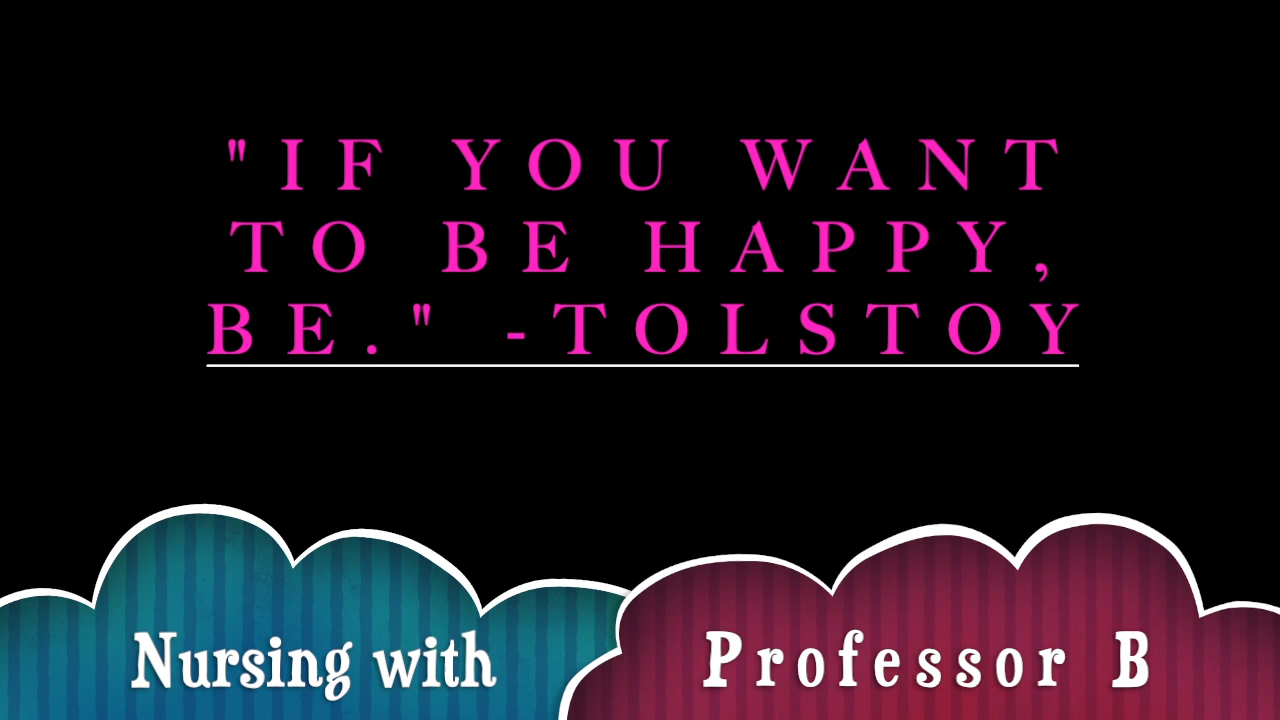 "IF YOU WANT
TO BE HAPPY,
BE." -TOLSTOY
Nursing with
Professor B